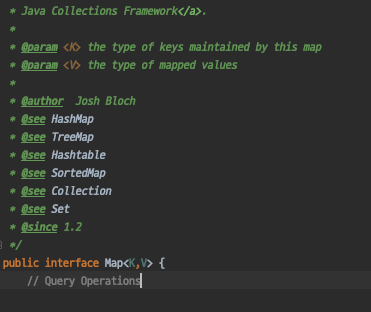 * Java Collections Framework</a>.
*
* @param <K> the type of keys maintained by this map
* @param <V> the type of mapped values
*
* @author  Josh Bloch
* @see HashMap
* @see TreeMap
* @see Hashtable
* @see SortedMap
* @see Collection
* @see Set
* @since 1.2
*/
public interface Map<K,V> {
// Query Operations